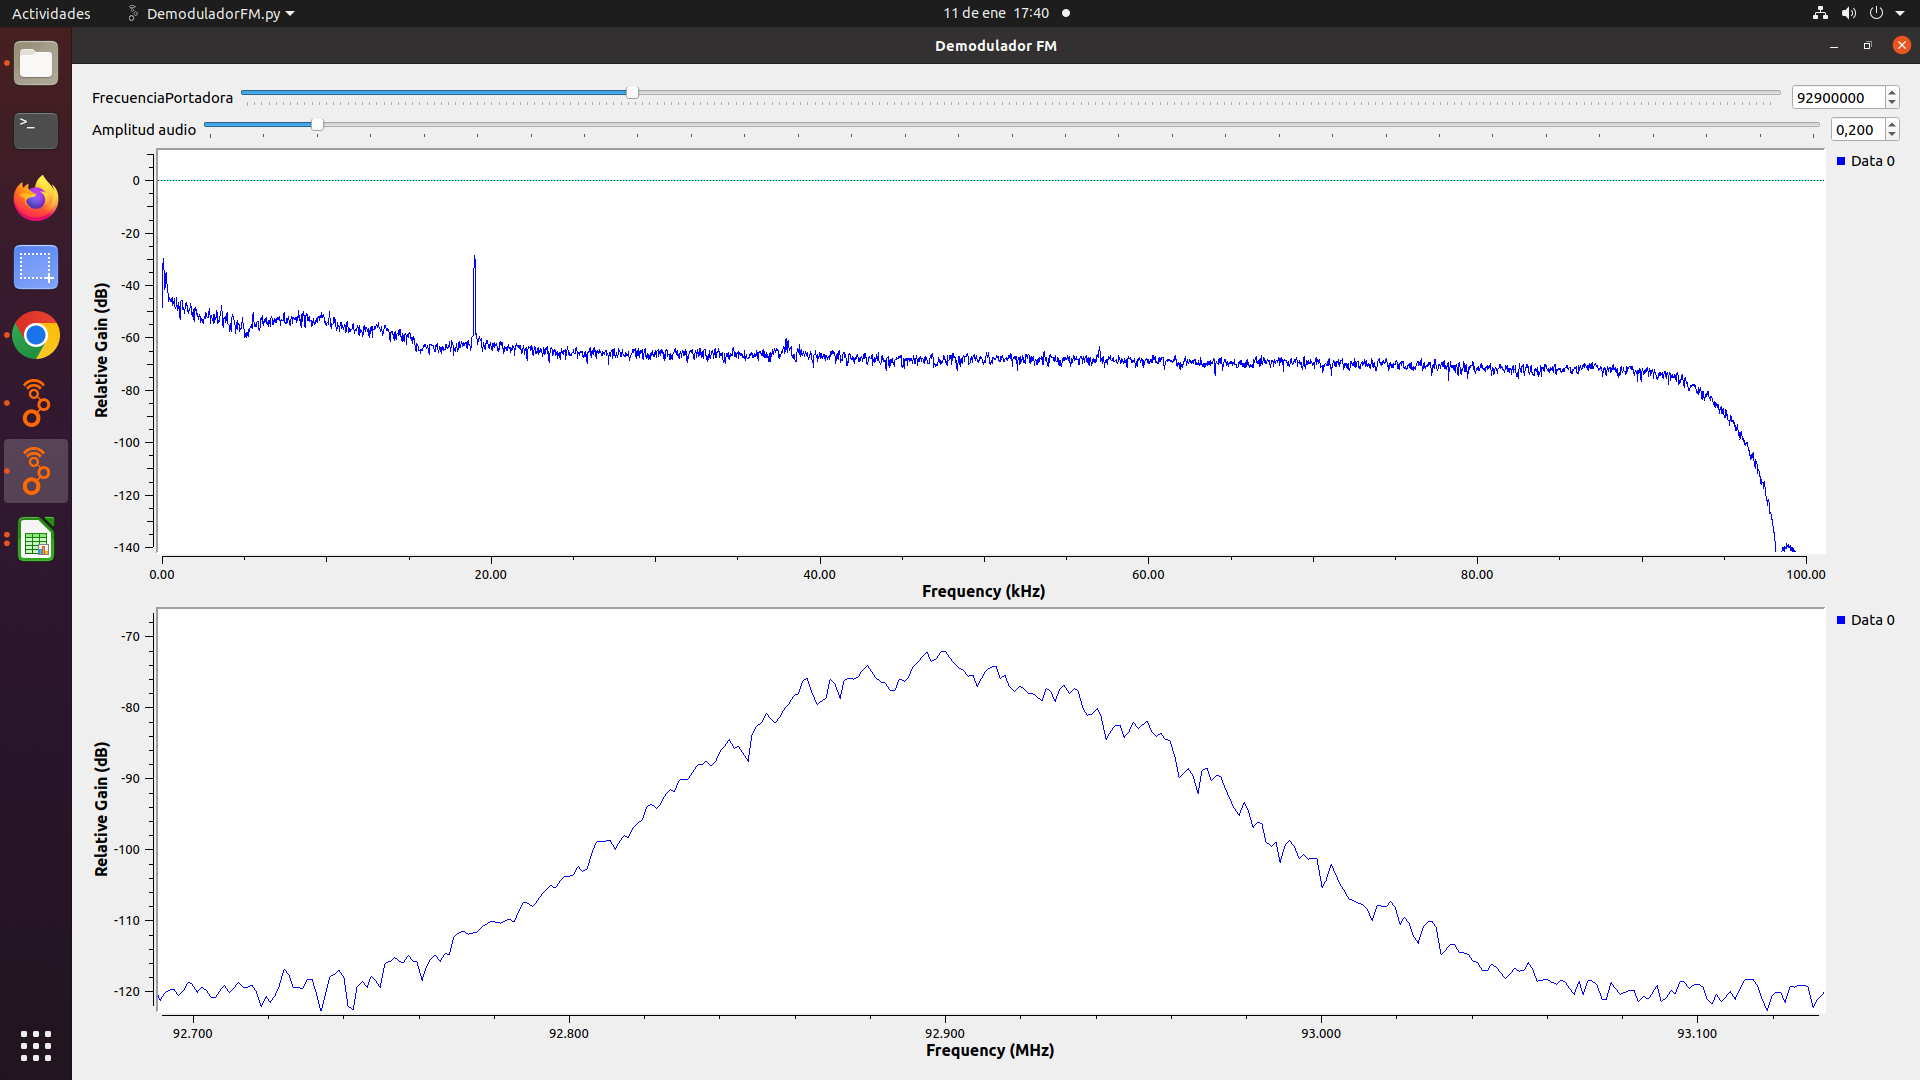 Actividades DemoduladorFM.py 11 de ene 17:40
Demodulador FM
FrecuenciaPortadora 92900000
Amplitud audio 0,200
Data 0
Relative Gain (dB)
0
-20
-40
-60
-80
-100
-120
-140
0.00 20.00 40.00 60.00 80.00 100.00
Frequency (kHz)
Data 0
Relative Gain (dB)
-70
-80
-90
-100
-110
-120
92.700 92.800 92.900 93.000 93.100
Frequency (MHz)